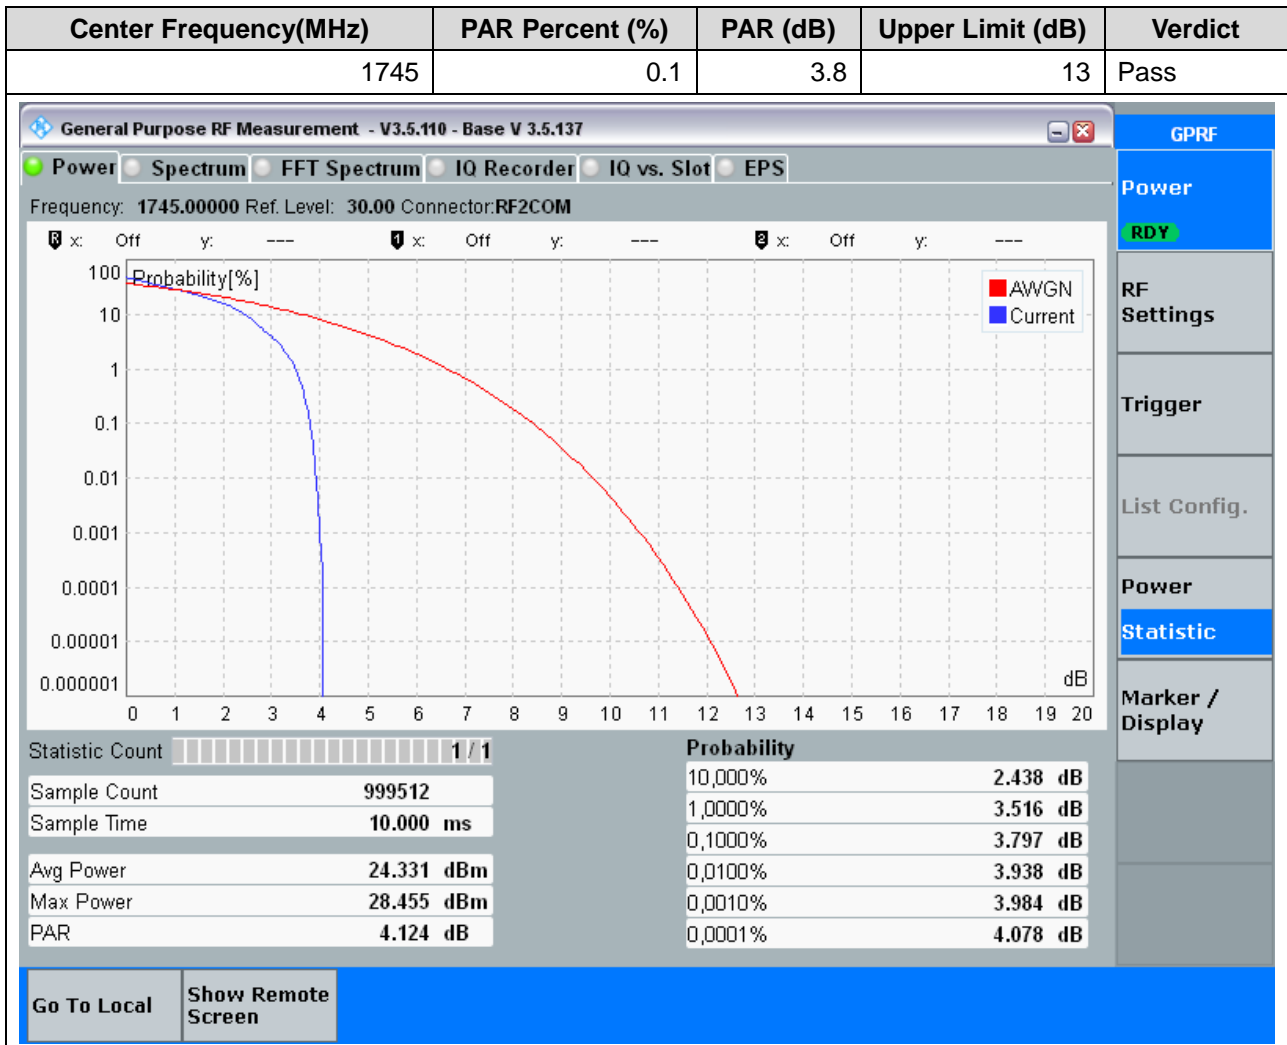 Center Frequency(MHz) PAR Percent (%) PAR (dB) Upper Limit (dB) Verdict
1745 0.1 3.8 13 Pass
General Purpose RF Measurement - V3.5.110 - Base V 3.5.137
GPRF
Power Spectrum FFT Spectrum IQ Recorder IQ vs. Slot EPS
Frequency: 1745.00000 Ref. Level: 30.00 Connector:RF2COM
R x: Off y: --- 1 x: Off y: --- 2 x: Off y: ---
Probability[%]
AWGN
Current
100
10
1
0.1
0.01
0.001
0.0001
0.00001
0.000001
dB
0 1 2 3 4 5 6 7 8 9 10 11 12 13 14 15 16 17 18 19 20
Statistic Count 1 / 1
Sample Count 999512
Sample Time 10.000 ms
Avg Power 24.331 dBm
Max Power 28.455 dBm
PAR 4.124 dB
Probability
10,000% 2.438 dB
1,0000% 3.516 dB
0,1000% 3.797 dB
0,0100% 3.938 dB
0,0010% 3.984 dB
0,0001% 4.078 dB
Power
RDY
RF
Settings
Trigger
List Config.
Power
Statistic
Marker /
Display
Go To Local
Show Remote
Screen